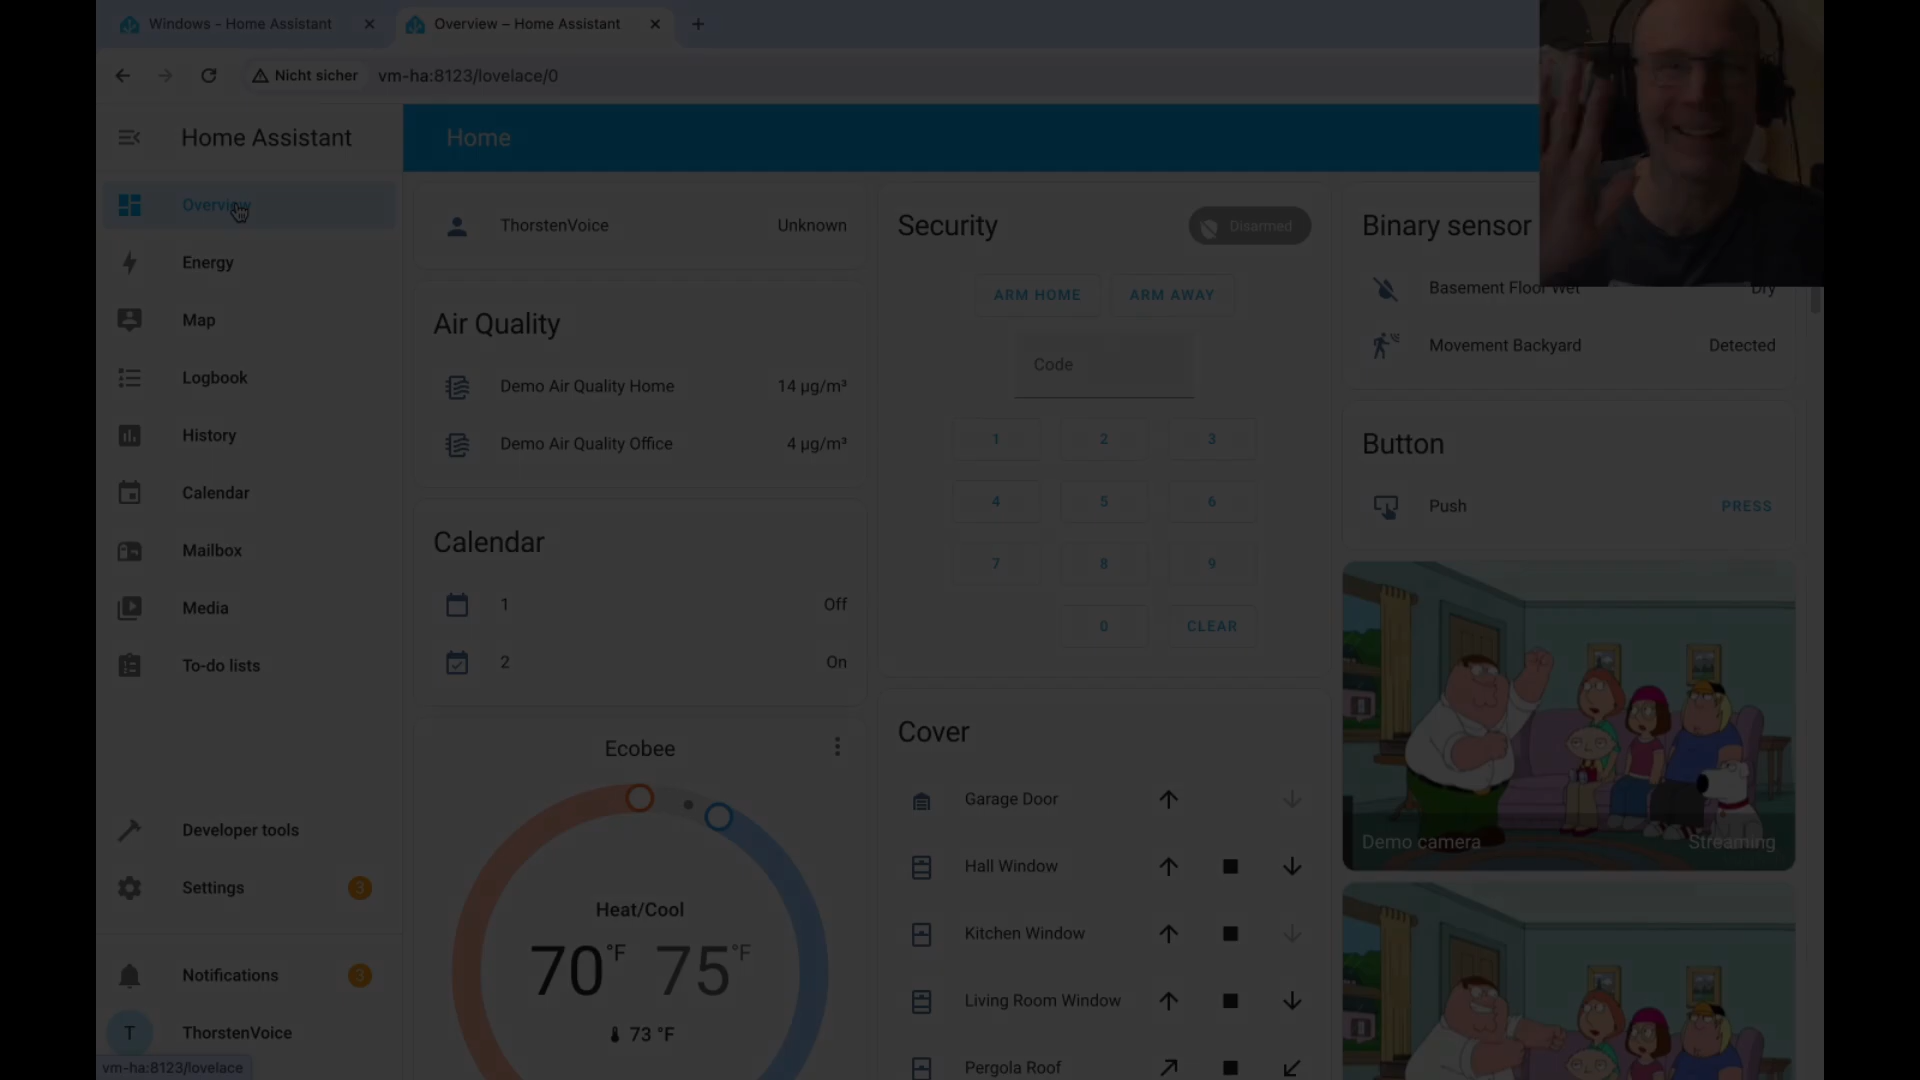 Windows - Home Assistant
Overview – Home Assistant
Nicht sicher
vm-ha:8123/lovelace/0
Home Assistant
Home
Overview
Energy
Map
Logbook
History
Calendar
Mailbox
Media
To-do lists
Developer tools
Settings
3
Notifications
3
T
ThorstenVoice
vm-ha:8123/lovelace
ThorstenVoice
Unknown
Air Quality
Demo Air Quality Home
14 µg/m³
Demo Air Quality Office
4 µg/m³
Calendar
1
Off
2
On
Ecobee
Heat/Cool
70 °F 75 °F
73 °F
Security
Disarmed
ARM HOME
ARM AWAY
Code
1 2 3
4 5 6
7 8 9
0 CLEAR
Cover
Garage Door
Hall Window
Kitchen Window
Living Room Window
Pergola Roof
Binary sensor
Basement Floor Wet
Dry
Movement Backyard
Detected
Button
Push
PRESS
Demo camera
Streaming